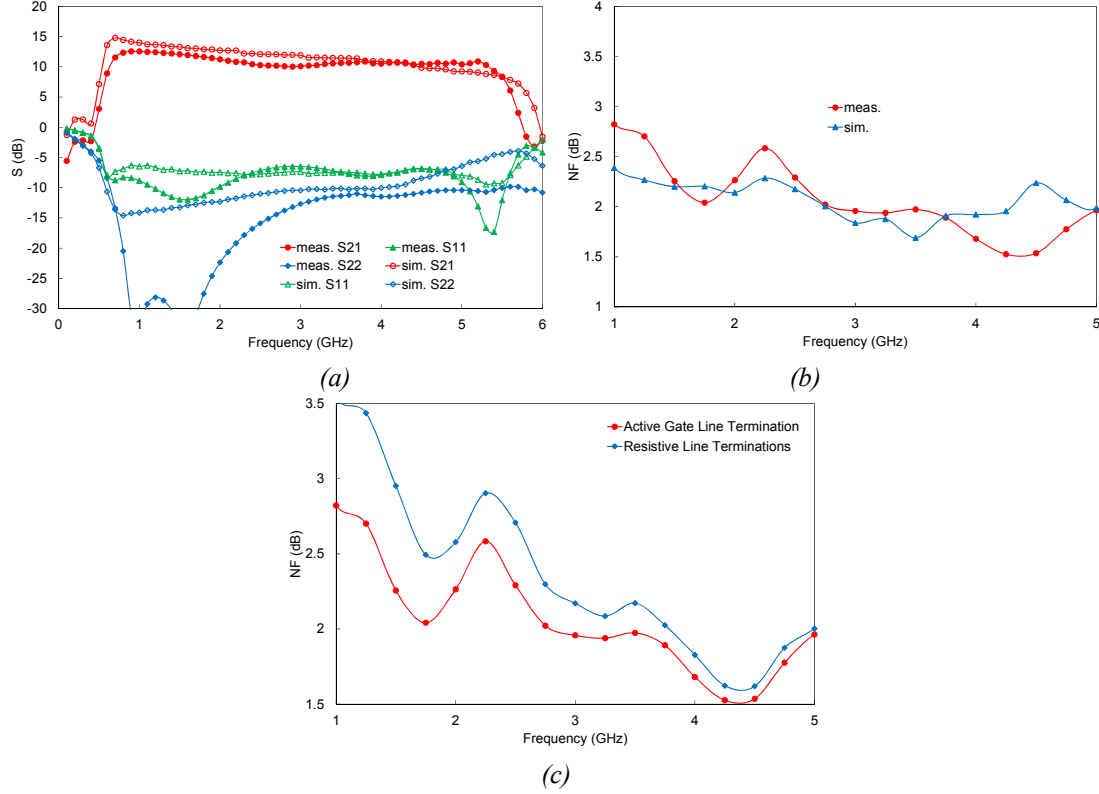 20
15
10
5
0
-5
-10
-15
-20
-25
-30
S (dB)
meas. S21
meas. S11
meas. S22
sim. S21
sim. S11
sim. S22
0 1 2 3 4 5 6
Frequency (GHz)
(a)
4
3.5
3
2.5
2
1.5
1
NF (dB)
meas.
sim.
1 2 3 4 5
Frequency (GHz)
(b)
3.5
3
2.5
2
1.5
NF (dB)
Active Gate Line Termination
Resistive Line Terminations
1 2 3 4 5
Frequency (GHz)
(c)